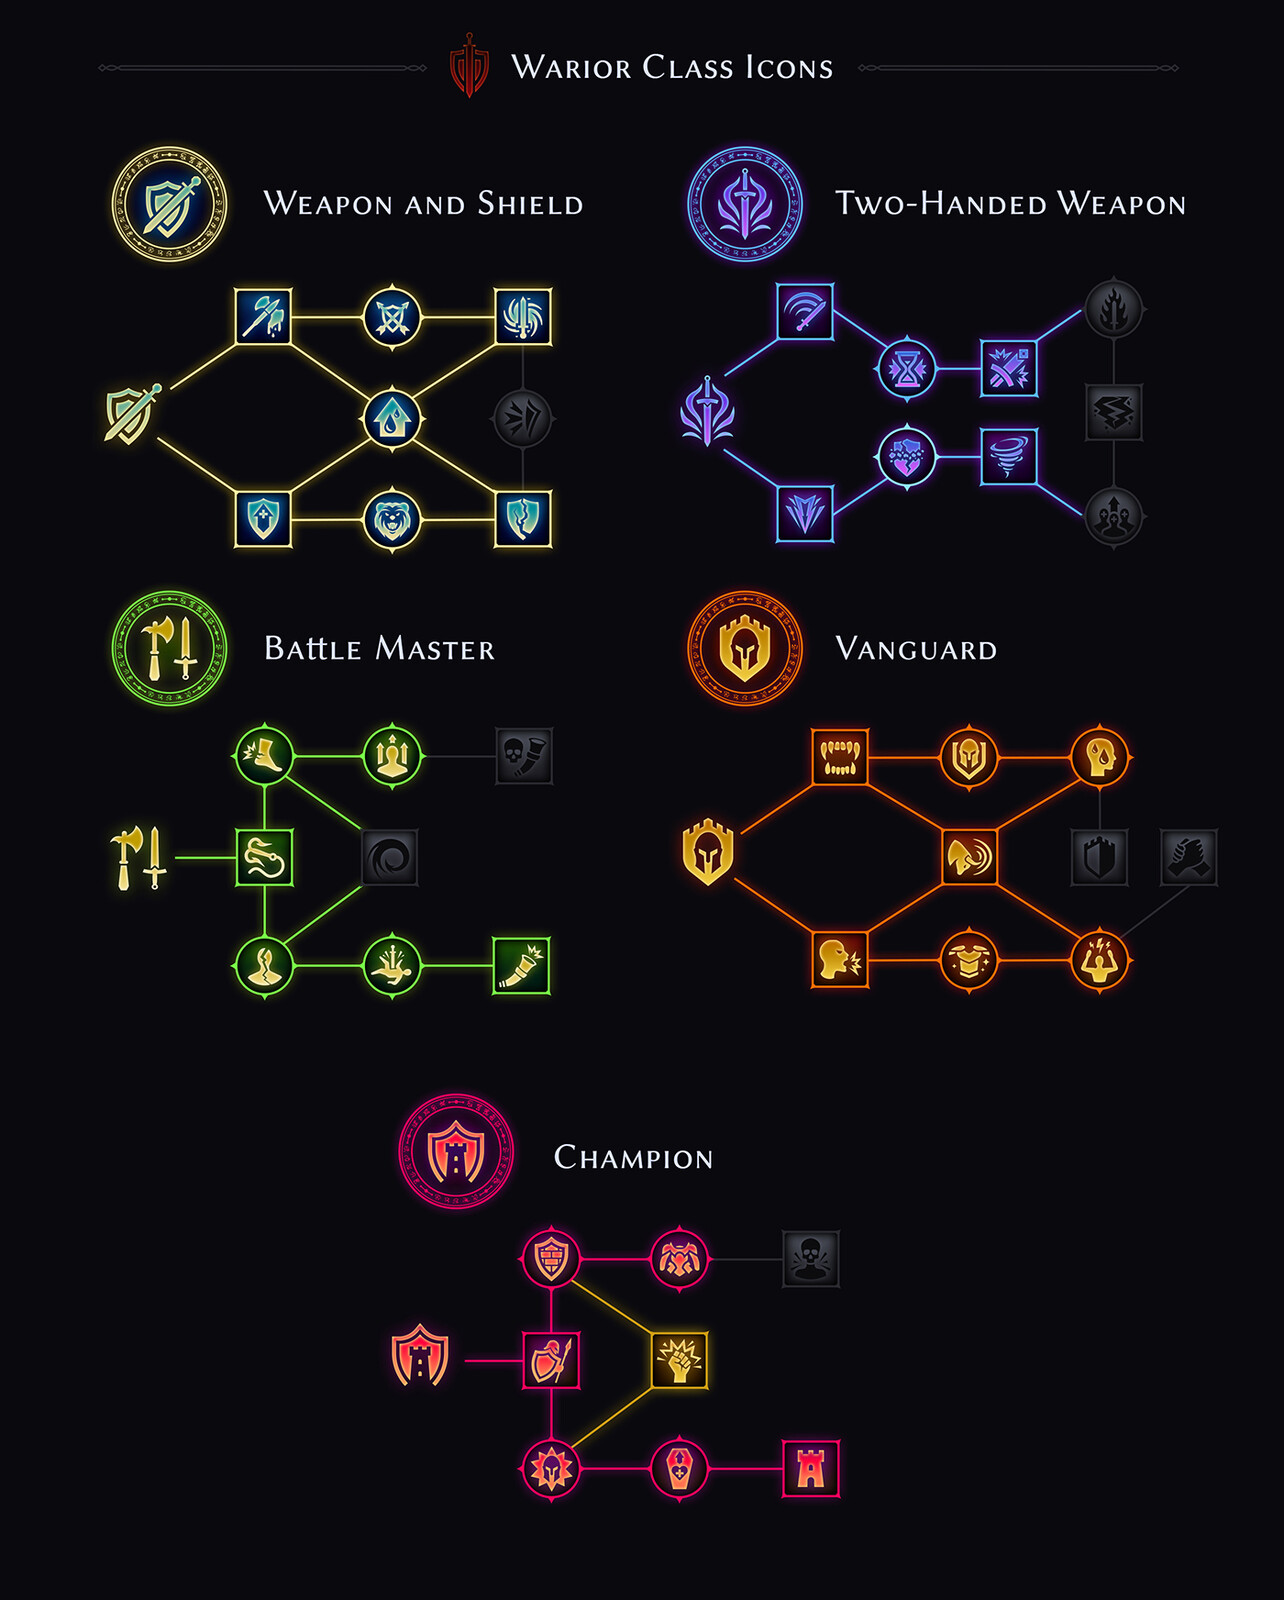 Warior Class Icons
Weapon and Shield
Two-Handed Weapon
Battle Master
Vanguard
Champion